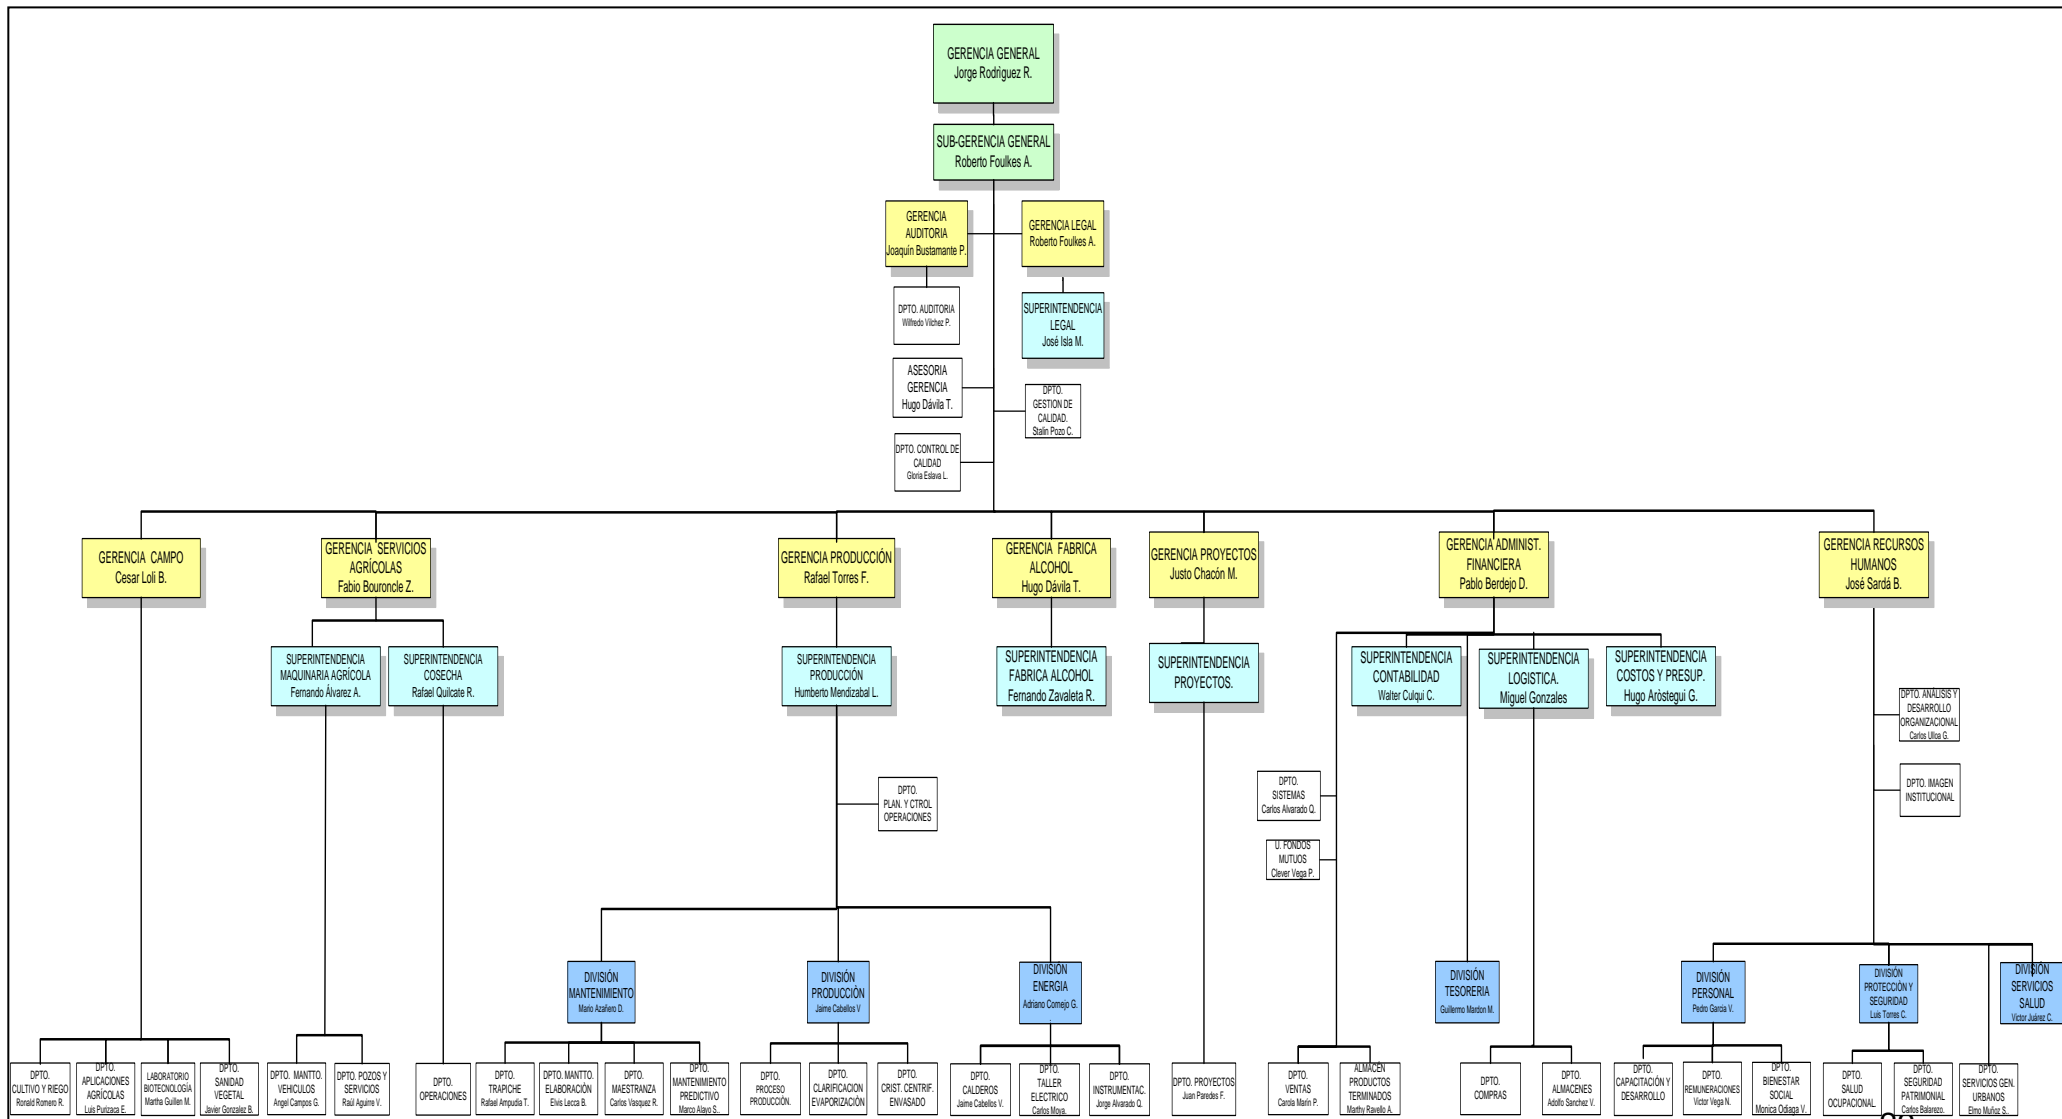 GERENCIA GENERAL
Jorge Rodrìguez R.
SUB-GERENCIA GENERAL
Roberto Foulkes A.
GERENCIA
AUDITORIA
Joaquín Bustamante P.
GERENCIA LEGAL
Roberto Foulkes A.
DPTO. AUDITORIA
Wilfredo Vilchez P.
SUPERINTENDENCIA
LEGAL
José Isla M.
ASESORIA
GERENCIA
Hugo Dávila T.
DPTO.
GESTION DE
CALIDAD.
Stalin Pozo C.
DPTO. CONTROL DE
CALIDAD
Gloria Eslava L.
GERENCIA CAMPO
Cesar Loli B.
GERENCIA SERVICIOS
AGRÍCOLAS
Fabio Bouroncle Z.
GERENCIA PRODUCCIÓN
Rafael Torres F.
GERENCIA FABRICA
ALCOHOL
Hugo Dávila T.
GERENCIA PROYECTOS
Justo Chacón M.
GERENCIA ADMINIST.
FINANCIERA
Pablo Berdejo D.
GERENCIA RECURSOS
HUMANOS
José Sardá B.
SUPERINTENDENCIA
MAQUINARIA AGRÍCOLA
Fernando Álvarez A.
SUPERINTENDENCIA
COSECHA
Rafael Quilcate R.
SUPERINTENDENCIA
PRODUCCIÓN
Humberto Mendizabal L.
SUPERINTENDENCIA
FABRICA ALCOHOL
Fernando Zavaleta R.
SUPERINTENDENCIA
PROYECTOS.
SUPERINTENDENCIA
CONTABILIDAD
Walter Culqui C.
SUPERINTENDENCIA
LOGISTICA.
Miguel Gonzales
SUPERINTENDENCIA
COSTOS Y PRESUP.
Hugo Aròstegui G.
DPTO. ANÁLISIS Y
DESARROLLO
ORGANIZACIONAL
Carlos Ulloa G.
DPTO.
PLAN. Y CTROL
OPERACIONES
DPTO.
SISTEMAS
Carlos Alvarado Q.
DPTO. IMAGEN
INSTITUCIONAL
U. FONDOS
MUTUOS
Clever Vega P.
DIVISIÓN
MANTENIMIENTO
Mario Azañero D.
DIVISIÓN
PRODUCCIÒN
Jaime Cabellos V
DIVISIÓN
ENERGIA
Adriano Cornejo G.
.
DIVISIÓN
TESORERIA
Guillermo Mardon M.
DIVISIÓN
PERSONAL
Pedro Garcia V.
DIVISIÓN
PROTECCIÓN Y
SEGURIDAD
Luis Torres C.
DIVISIÓN
SERVICIOS
SALUD
Victor Juárez C.
DPTO.
CULTIVO Y RIEGO
Ronald Romero R.
DPTO.
APLICACIONES
AGRÍCOLAS
Luis Purizaca E.
LABORATORIO
BIOTECNOLOGÍA
Martha Guillen M.
DPTO.
SANIDAD
VEGETAL
Javier Gonzalez B.
DPTO. MANTTO.
VEHICULOS
Angel Campos G.
DPTO. POZOS Y
SERVICIOS
Raúl Aguirre V.
DPTO.
OPERACIONES
DPTO.
TRAPICHE
Rafael Ampudia T.
DPTO. MANTTO.
ELABORACIÓN
Elvis Lecca B.
DPTO.
MAESTRANZA
Carlos Vasquez R.
DPTO.
MANTENIMIENTO
PREDICTIVO
Marco Alayo S..
DPTO.
PROCESO
PRODUCCIÓN.
DPTO.
CLARIFICACION
EVAPORIZACIÓN
DPTO.
CRIST. CENTRIF.
ENVASADO
DPTO.
CALDEROS
Jaime Cabellos V.
DPTO.
TALLER
ELECTRICO
Carlos Moya.
DPTO.
INSTRUMENTAC.
Jorge Alvarado Q.
DPTO. PROYECTOS
Juan Paredes F.
DPTO.
VENTAS
Carola Marin P.
ALMACÉN
PRODUCTOS
TERMINADOS
Marthy Ravello A.
DPTO.
COMPRAS
DPTO.
ALMACENES
Adolfo Sanchez V.
DPTO.
CAPACITACIÓN Y
DESARROLLO
DPTO.
REMUNERACIONES
Victor Vega N.
DPTO.
BIENESTAR
SOCIAL
Monica Odiaga V.
DPTO.
SALUD
OCUPACIONAL
DPTO.
SEGURIDAD
PATRIMONIAL
Carlos Balarezo.
DPTO.
SERVICIOS GEN.
URBANOS
Elmo Muñoz S..